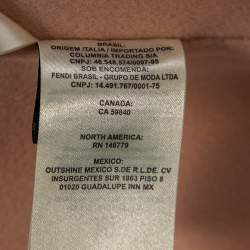 BRASIL:
ORIGEM ITALIA / IMPORTADO POR:
COLUMBIA TRADING S/A
CNPJ: 46.548.574/0007-95
SOB ENCOMENDA:
FENDI BRASIL - GRUPO DE MODA LTDA
CNPJ: 14.491.767/0001-75
CANADA:
CA 59840
NORTH AMERICA:
RN 146779
MEXICO:
OUTSHINE MEXICO S.DE R.L.DE. CV
INSURGENTES SUR 1863 PISO 8
01020 GUADALUPE INN MX